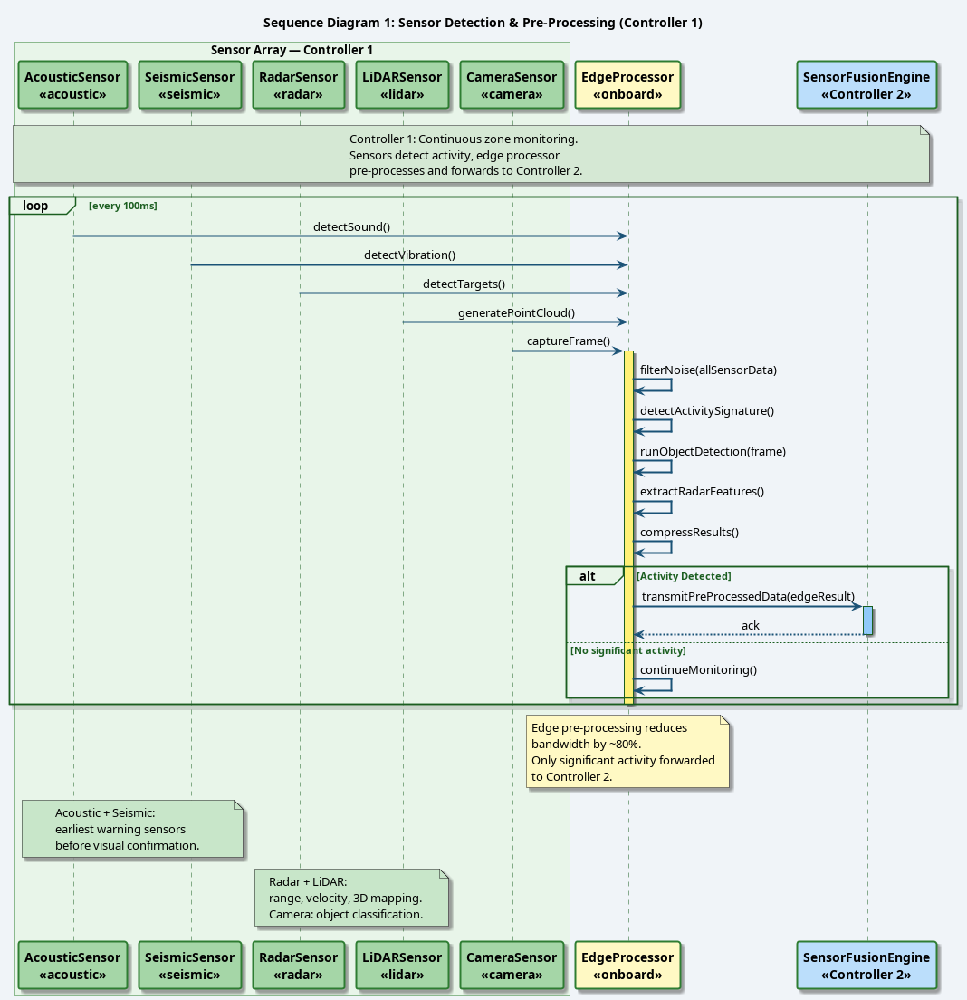 Sequence Diagram 1: Sensor Detection & Pre-Processing (Controller 1)
Sensor Array — Controller 1
AcousticSensor
«acoustic»
SeismicSensor
«seismic»
RadarSensor
«radar»
LiDARSensor
«lidar»
CameraSensor
«camera»
EdgeProcessor
«onboard»
SensorFusionEngine
«Controller 2»
Controller 1: Continuous zone monitoring.
Sensors detect activity, edge processor
pre-processes and forwards to Controller 2.
loop [every 100ms]
detectSound()
detectVibration()
detectTargets()
generatePointCloud()
captureFrame()
filterNoise(allSensorData)
detectActivitySignature()
runObjectDetection(frame)
extractRadarFeatures()
compressResults()
alt [Activity Detected]
transmitPreProcessedData(edgeResult)
ack
[No significant activity]
continueMonitoring()
Edge pre-processing reduces
bandwidth by ~80%.
Only significant activity forwarded
to Controller 2.
Acoustic + Seismic:
earliest warning sensors
before visual confirmation.
Radar + LiDAR:
range, velocity, 3D mapping.
Camera: object classification.
AcousticSensor
«acoustic»
SeismicSensor
«seismic»
RadarSensor
«radar»
LiDARSensor
«lidar»
CameraSensor
«camera»
EdgeProcessor
«onboard»
SensorFusionEngine
«Controller 2»